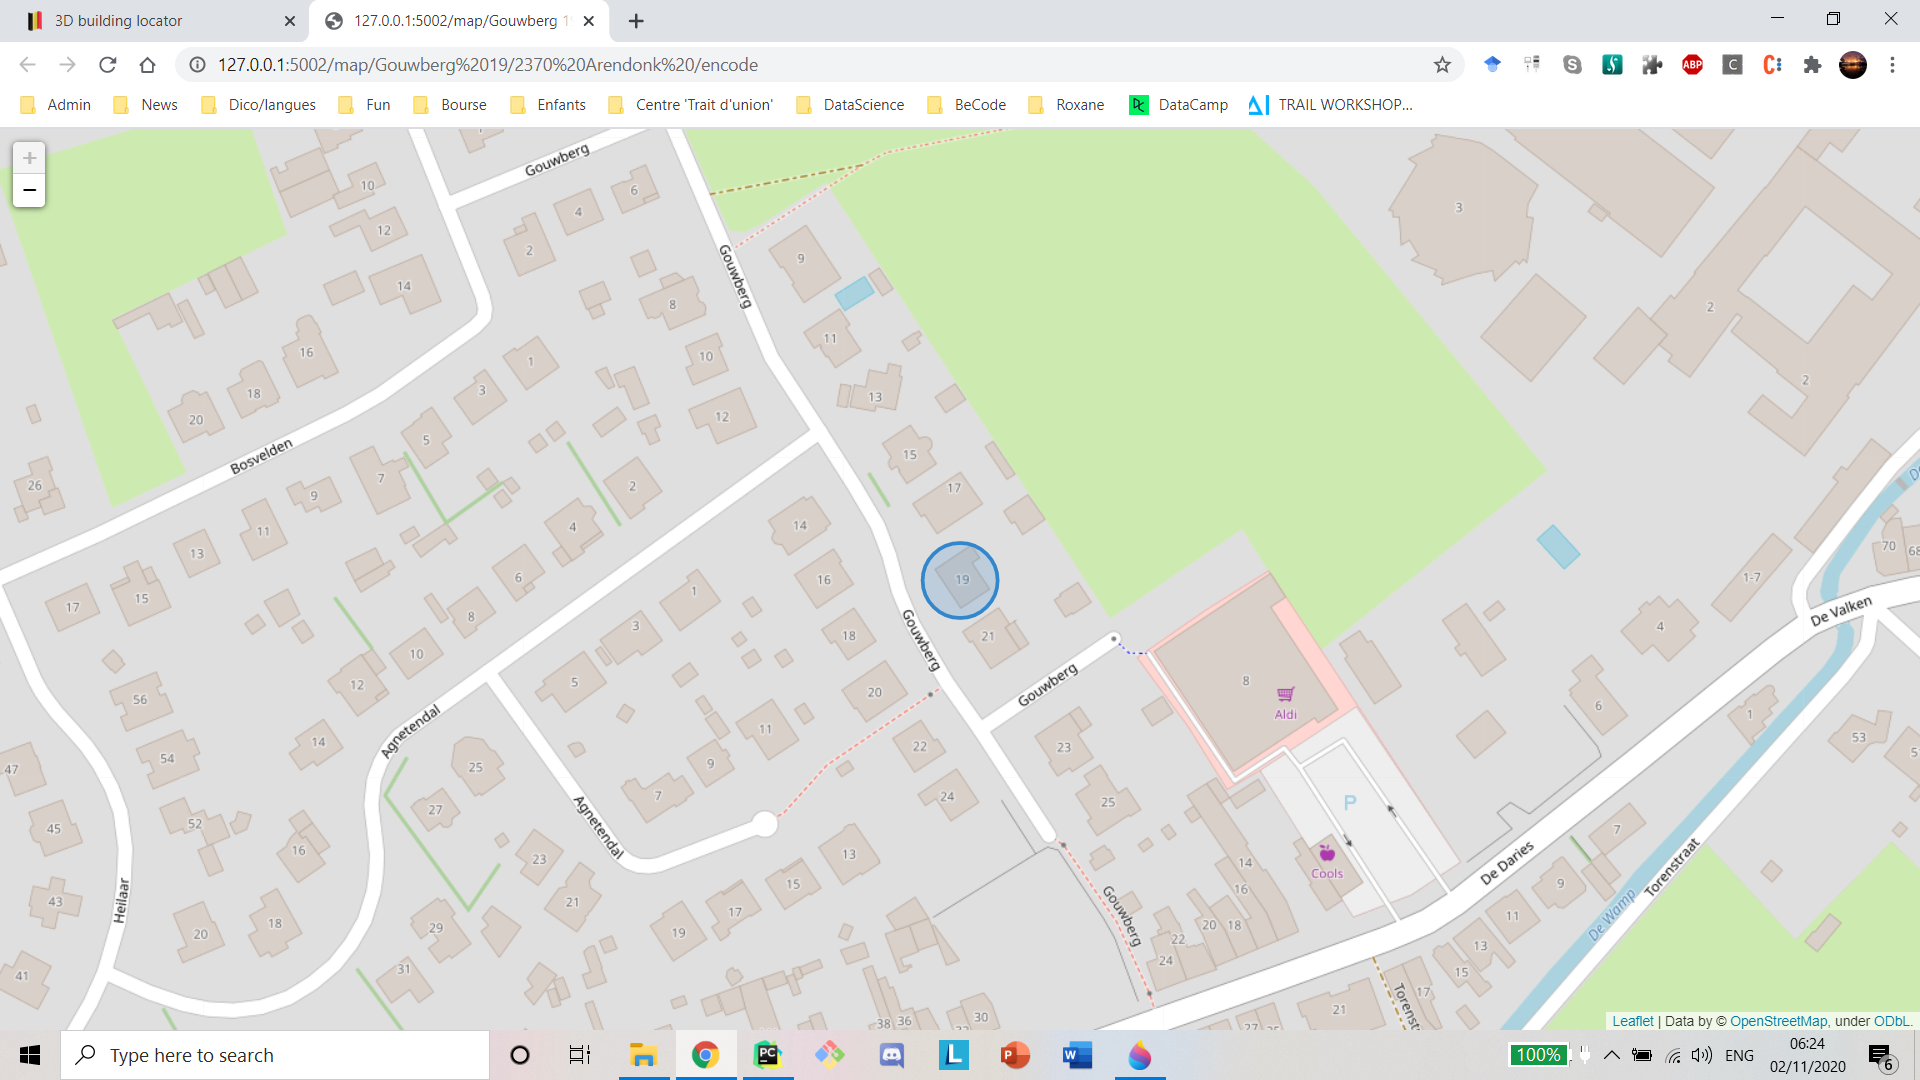 3D building locator
127.0.0.1:5002/map/Gouwberg 1
127.0.0.1:5002/map/Gouwberg%2019/2370%20Arendonk%20/encode
Admin
News
Dico/langues
Fun
Bourse
Enfants
Centre 'Trait d'union'
DataScience
BeCode
Roxane
DataCamp
TRAIL WORKSHOP...
ABP
+
−
Gouwberg
10
6
4
12
2
3
9
Gouwberg
14
8
2
11
16
10
1
2
18
3
13
20
12
5
Bosvelden
15
7
26
9
17
2
14
4
11
13
70
68
6
16
19
1
1-7
15
17
8
De Valken
3
18
21
4
10
Gouwberg
5
8
12
Gouwberg
20
56
6
Aldi
1
Agnetendal
11
14
22
23
53
54
25
9
47
7
24
25
P
27
Agnetendal
52
45
7
16
23
13
14
De Daries
Cools
Torenstraat
15
16
9
Heilaar
21
43
17
Gouwberg
11
De Wamp
18
29
20
18
20
19
22
13
24
31
15
41
17
Torenst
30
21
38
36
Leaflet | Data by © OpenStreetMap, under ODbL.
Type here to search
100%
ENG
06:24
02/11/2020
6